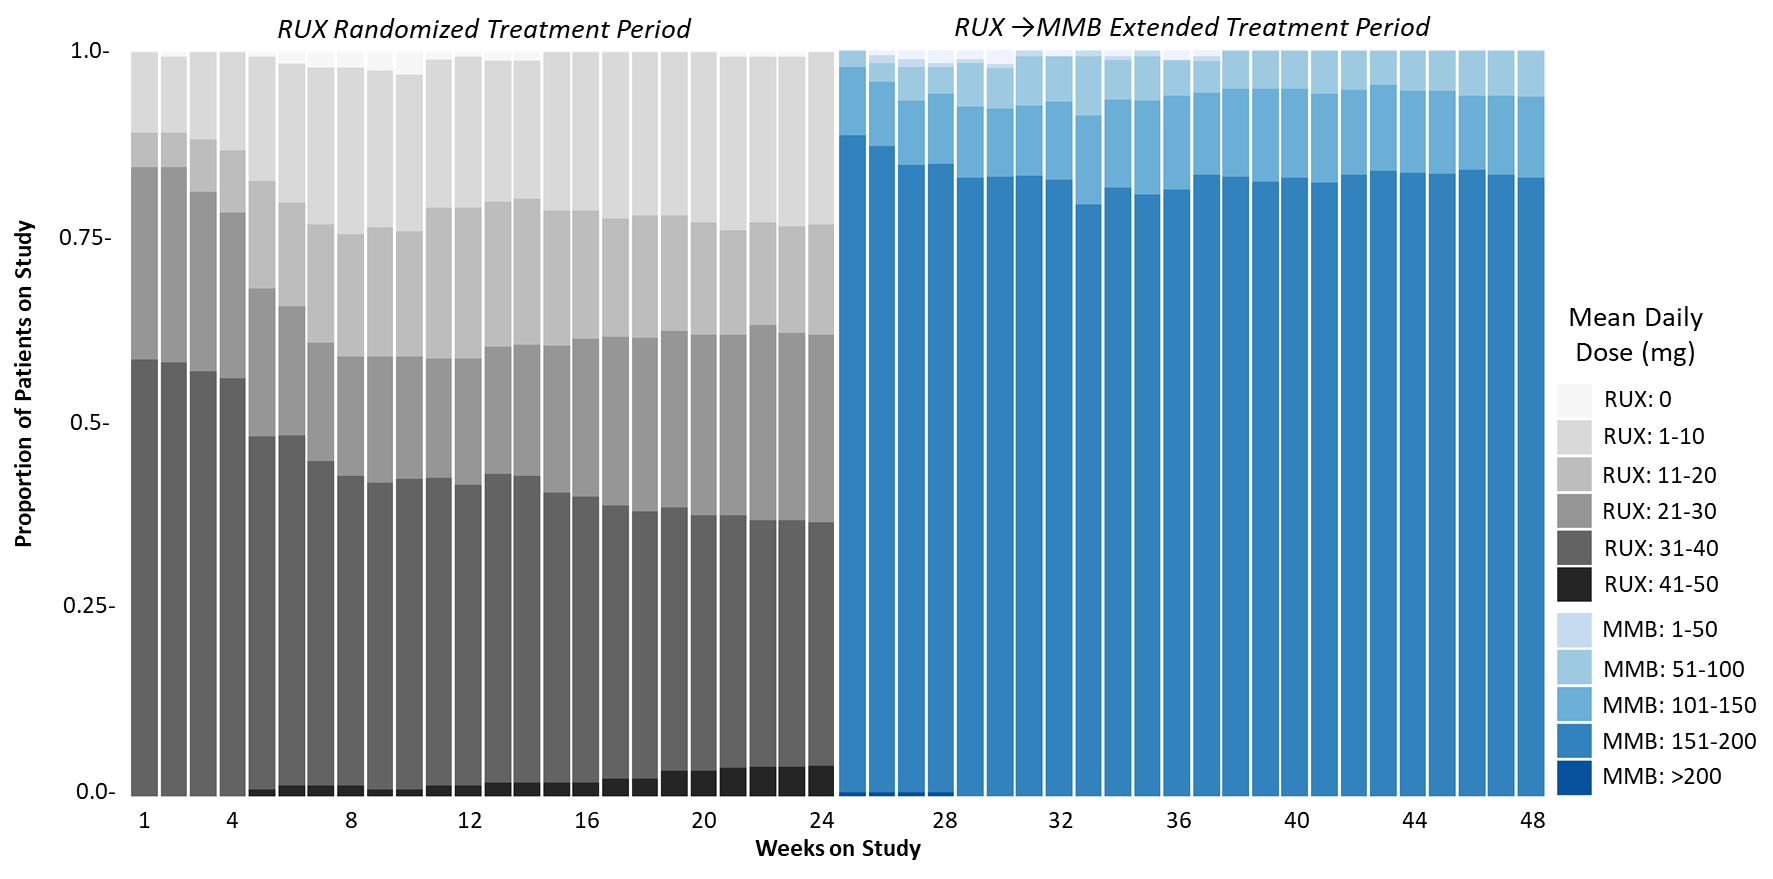 RUX Randomized Treatment Period
RUX →MMB Extended Treatment Period
Proportion of Patients on Study
1.0-
0.75-
0.5-
0.25-
0.0-
1 4 8 12 16 20 24 28 32 36 40 44 48
Weeks on Study
Mean Daily
Dose (mg)
RUX: 0
RUX: 1-10
RUX: 11-20
RUX: 21-30
RUX: 31-40
RUX: 41-50
MMB: 1-50
MMB: 51-100
MMB: 101-150
MMB: 151-200
MMB: >200